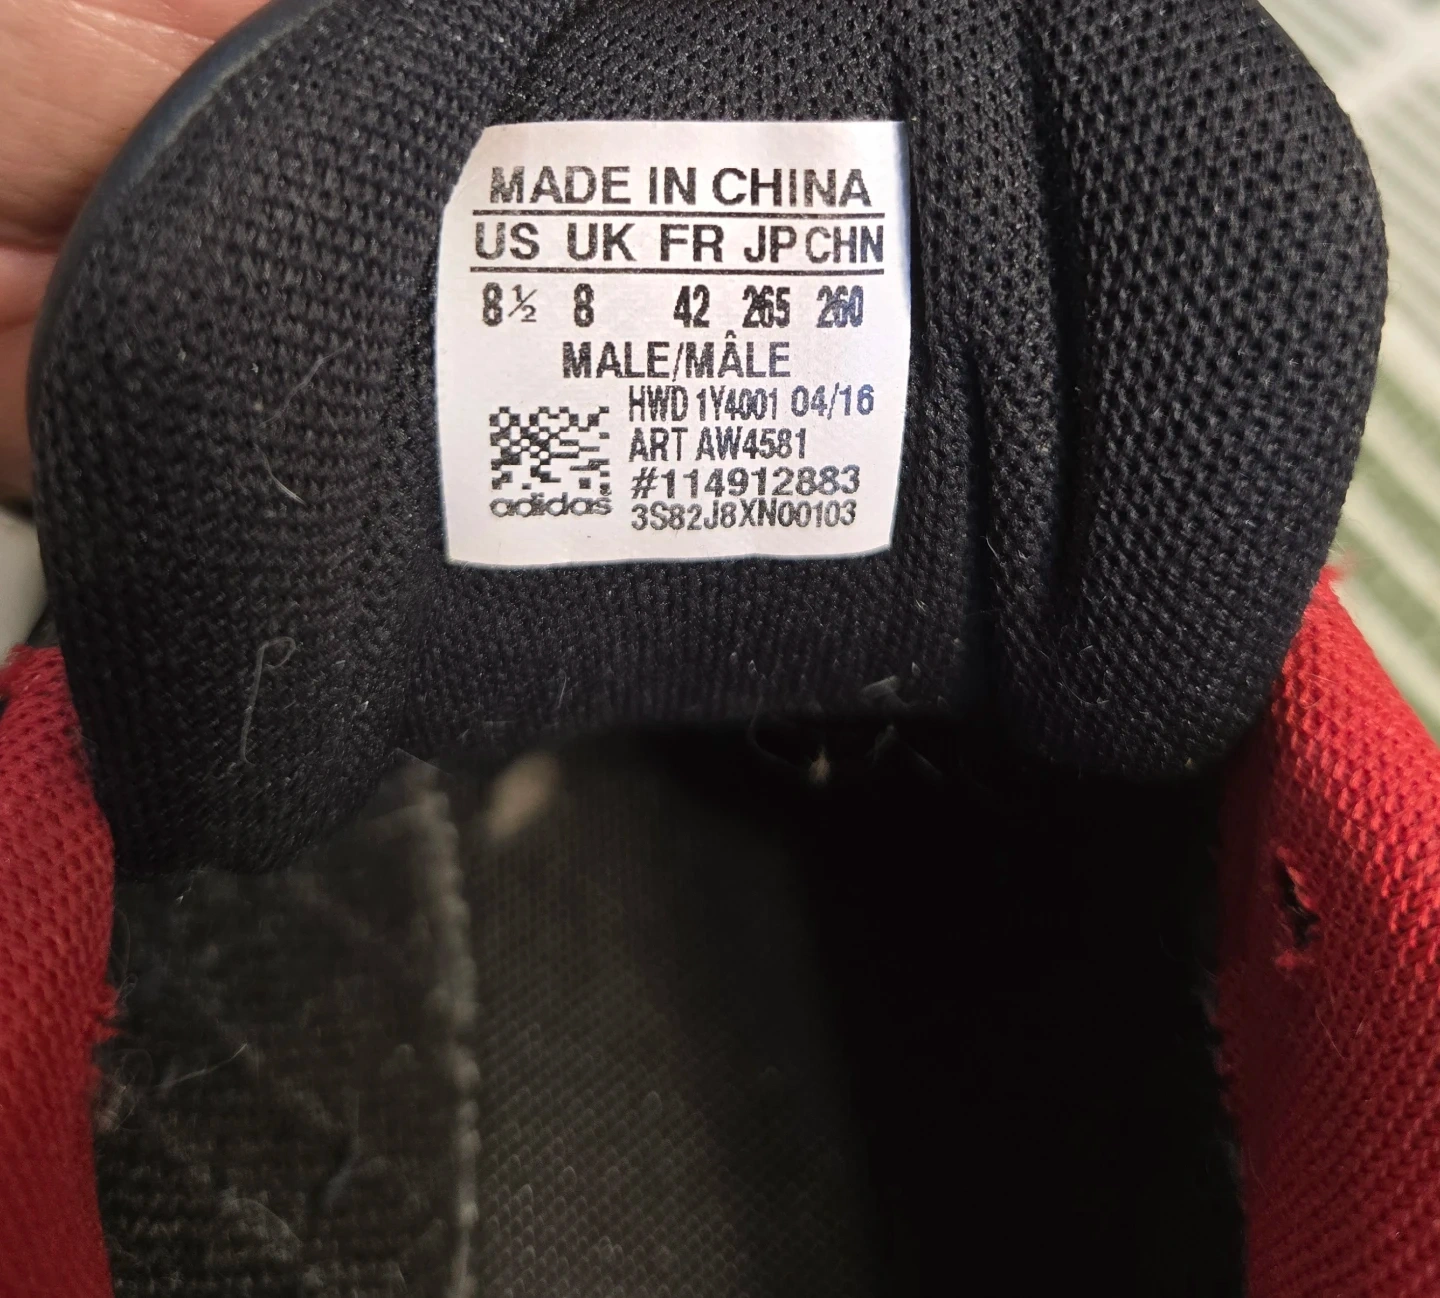 MADE IN CHINA
US UK FR JP CHN
8½ 8 42 265 260
MALE/MÂLE
HWD 1Y4001 04/16
ART AW4581
#114912883
adidas
3S82J8XN00103